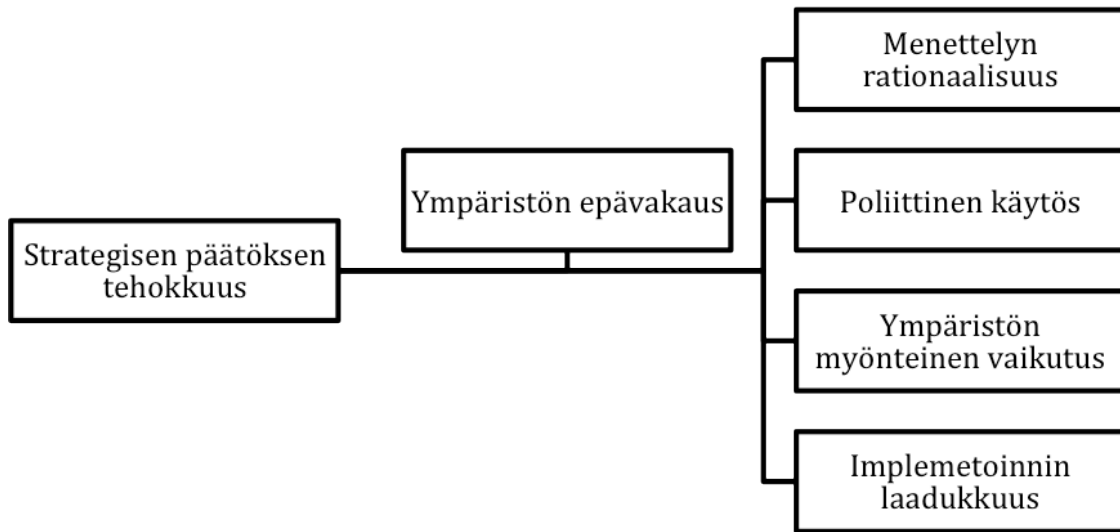 Strategisen päätöksen
tehokkuus
Ympäristön epävakaus
Menettelyn
rationaalisuus
Poliittinen käytös
Ympäristön
myönteinen vaikutus
Implemetoinnin
laadukkuus